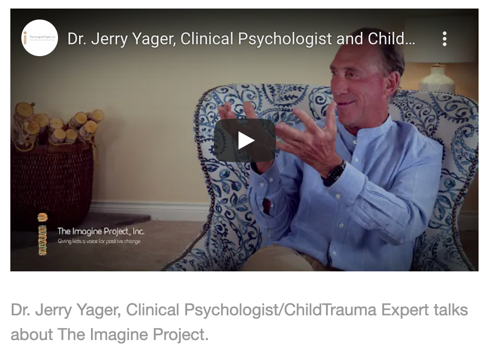 Dr. Jerry Yager, Clinical Psychologist and Child...
The Imagine Project, Inc.
Giving kids a voice for positive change
Dr. Jerry Yager, Clinical Psychologist/ChildTrauma Expert talks
about The Imagine Project.